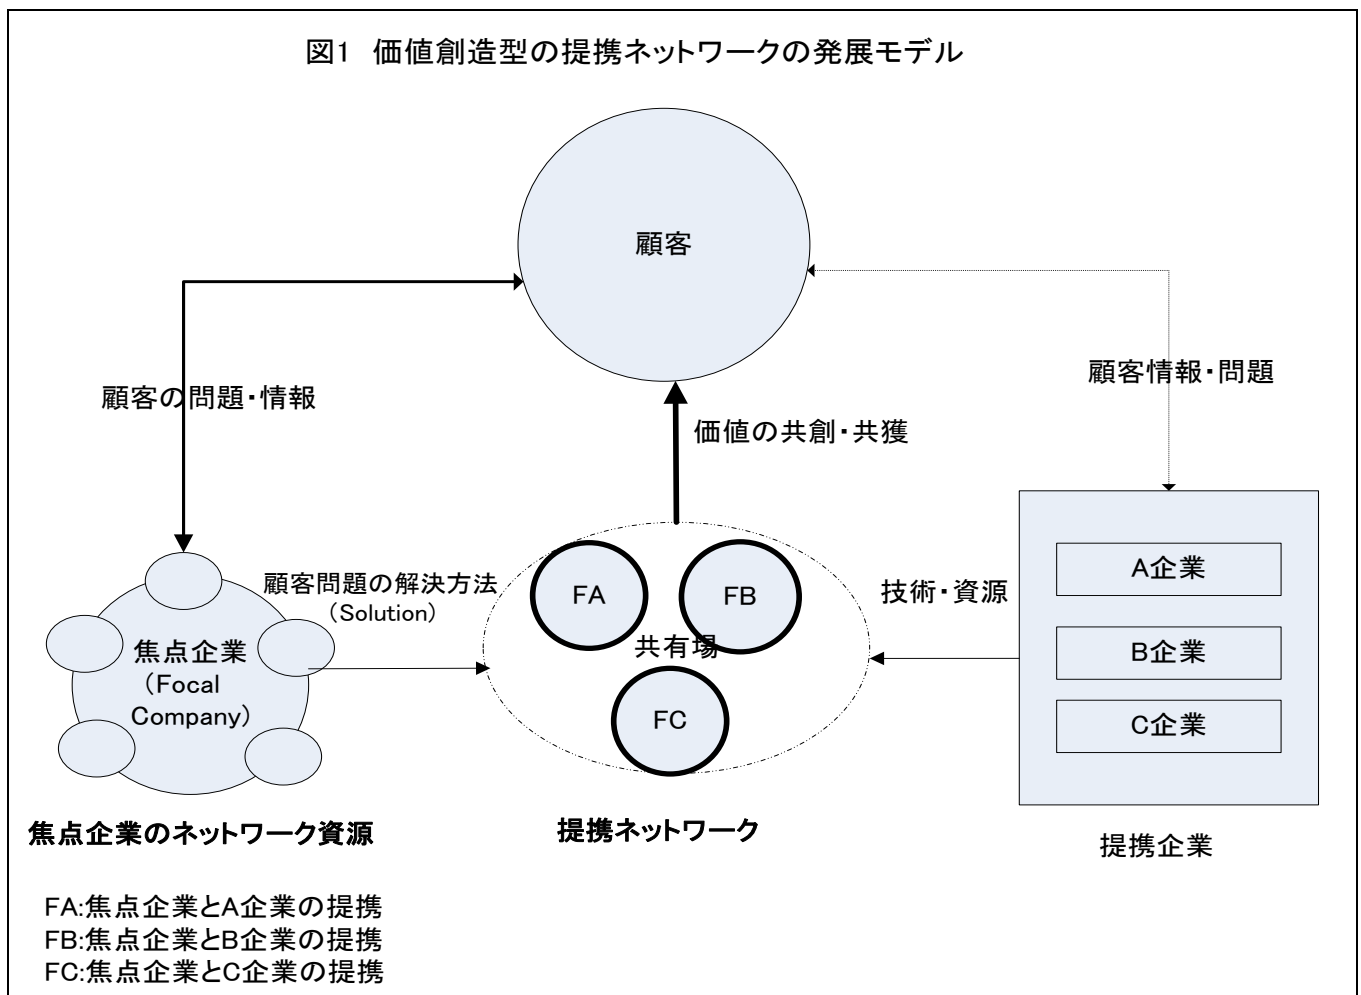 図1 価値創造型の提携ネットワークの発展モデル
顧客
顧客の問題・情報
顧客情報・問題
価値の共創・共獲
顧客問題の解決方法
(Solution)
技術・資源
焦点企業
(Focal
Company)
FA
FB
共有場
FC
A企業
B企業
C企業
焦点企業のネットワーク資源
提携ネットワーク
提携企業
FA:焦点企業とA企業の提携
FB:焦点企業とB企業の提携
FC:焦点企業とC企業の提携